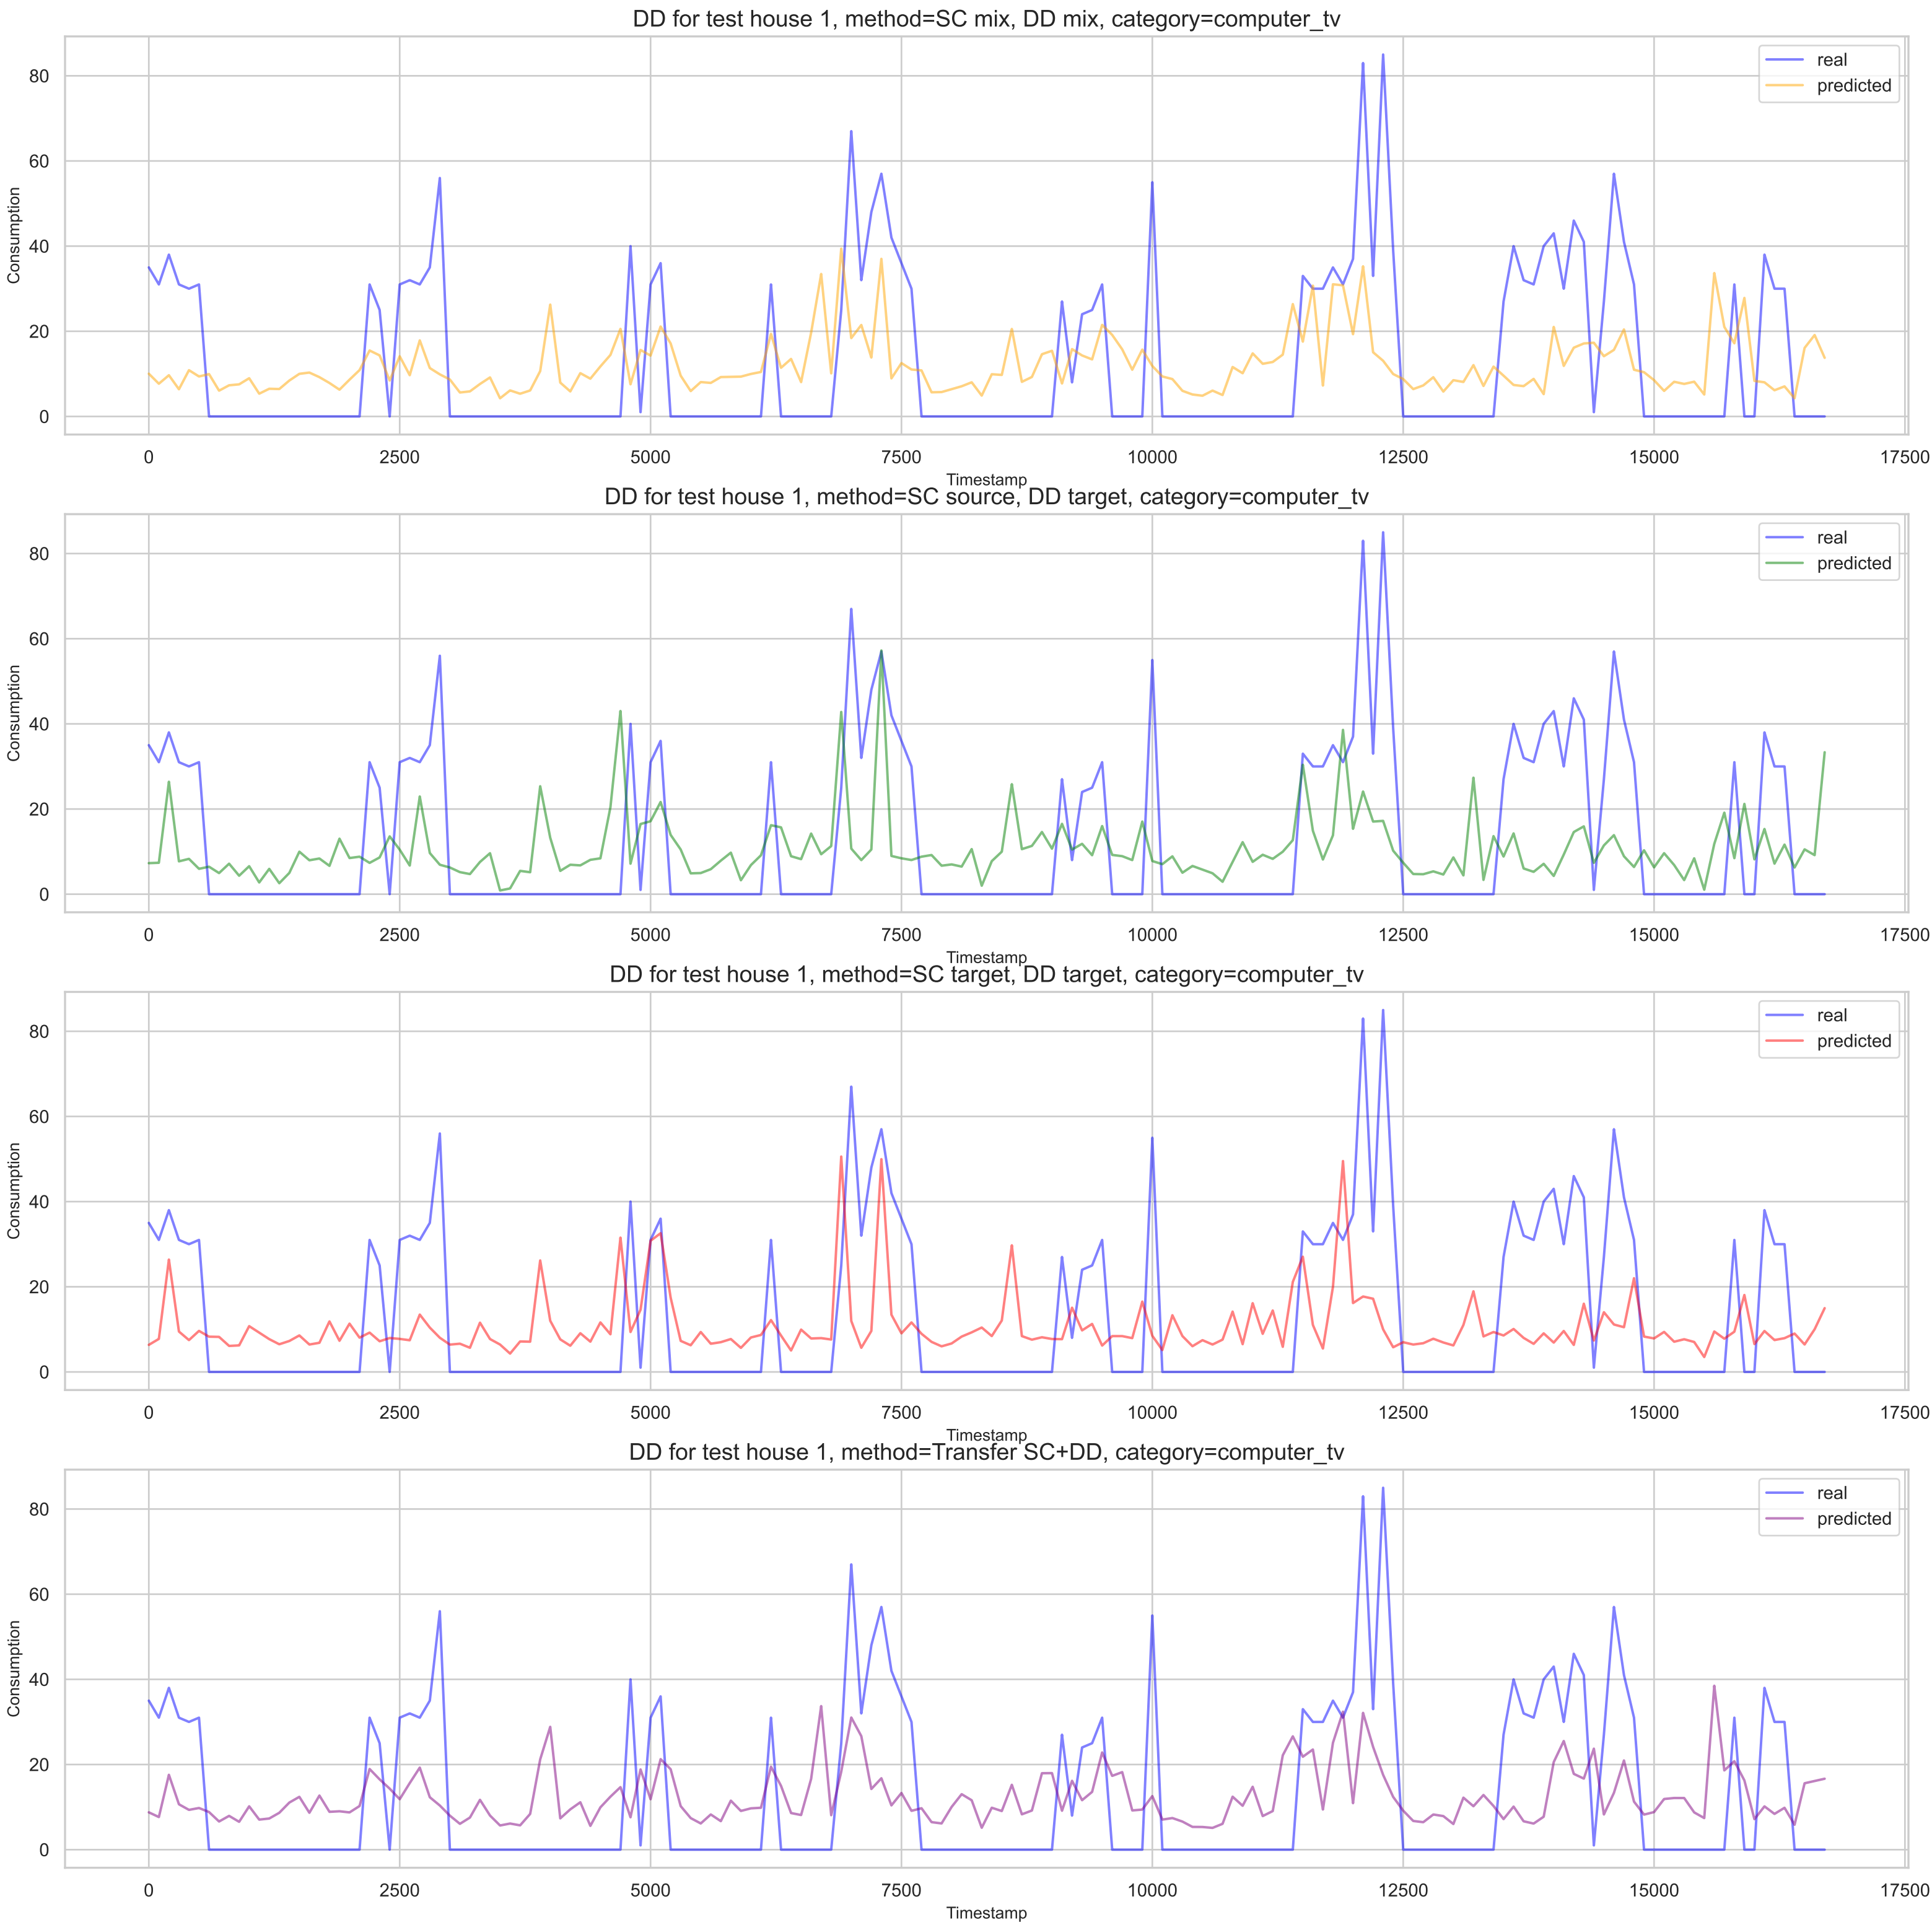 DD for test house 1, method=SC mix, DD mix, category=computer_tv
real
predicted
Consumption
80
60
40
20
0
0 2500 5000 7500 10000 12500 15000 17500
Timestamp
DD for test house 1, method=SC source, DD target, category=computer_tv
real
predicted
Consumption
80
60
40
20
0
0 2500 5000 7500 10000 12500 15000 17500
Timestamp
DD for test house 1, method=SC target, DD target, category=computer_tv
real
predicted
Consumption
80
60
40
20
0
0 2500 5000 7500 10000 12500 15000 17500
Timestamp
DD for test house 1, method=Transfer SC+DD, category=computer_tv
real
predicted
Consumption
80
60
40
20
0
0 2500 5000 7500 10000 12500 15000 17500
Timestamp